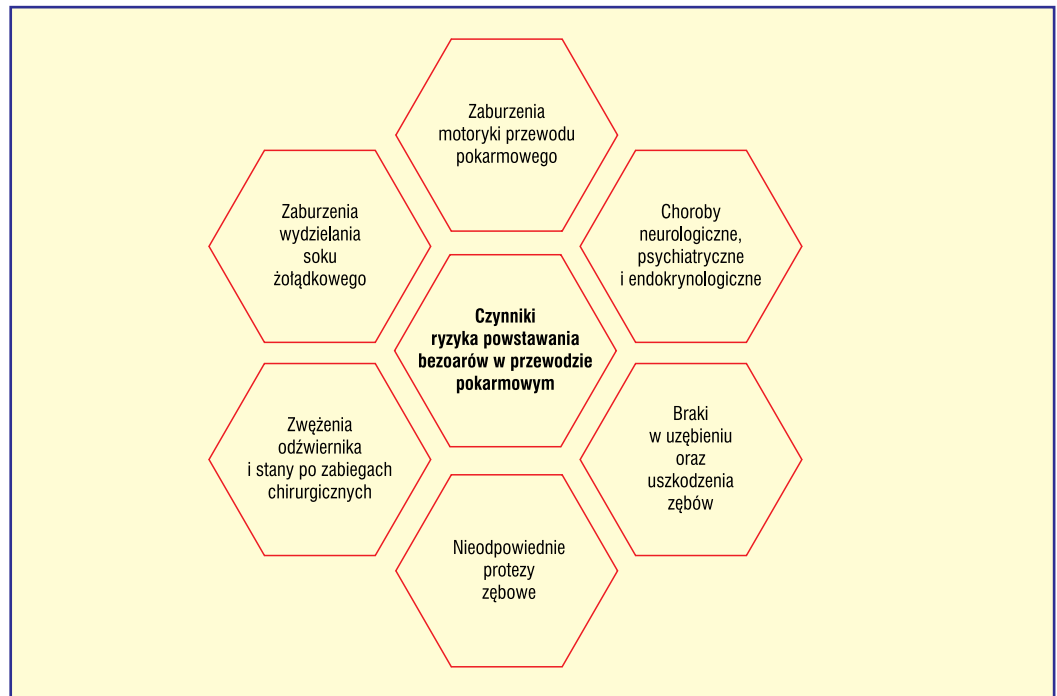 Zaburzenia
motoryki przewodu
pokarmowego
Zaburzenia
wydzielania
soku
żołądkowego
Choroby
neurologiczne,
psychiatryczne
i endokrynologiczne
Czynniki
ryzyka powstawania
bezoarów w przewodzie
pokarmowym
Zwężenia
odźwiernika
i stany po zabiegach
chirurgicznych
Braki
w uzębieniu
oraz
uszkodzenia
zębów
Nieodpowiednie
protezy
zębowe